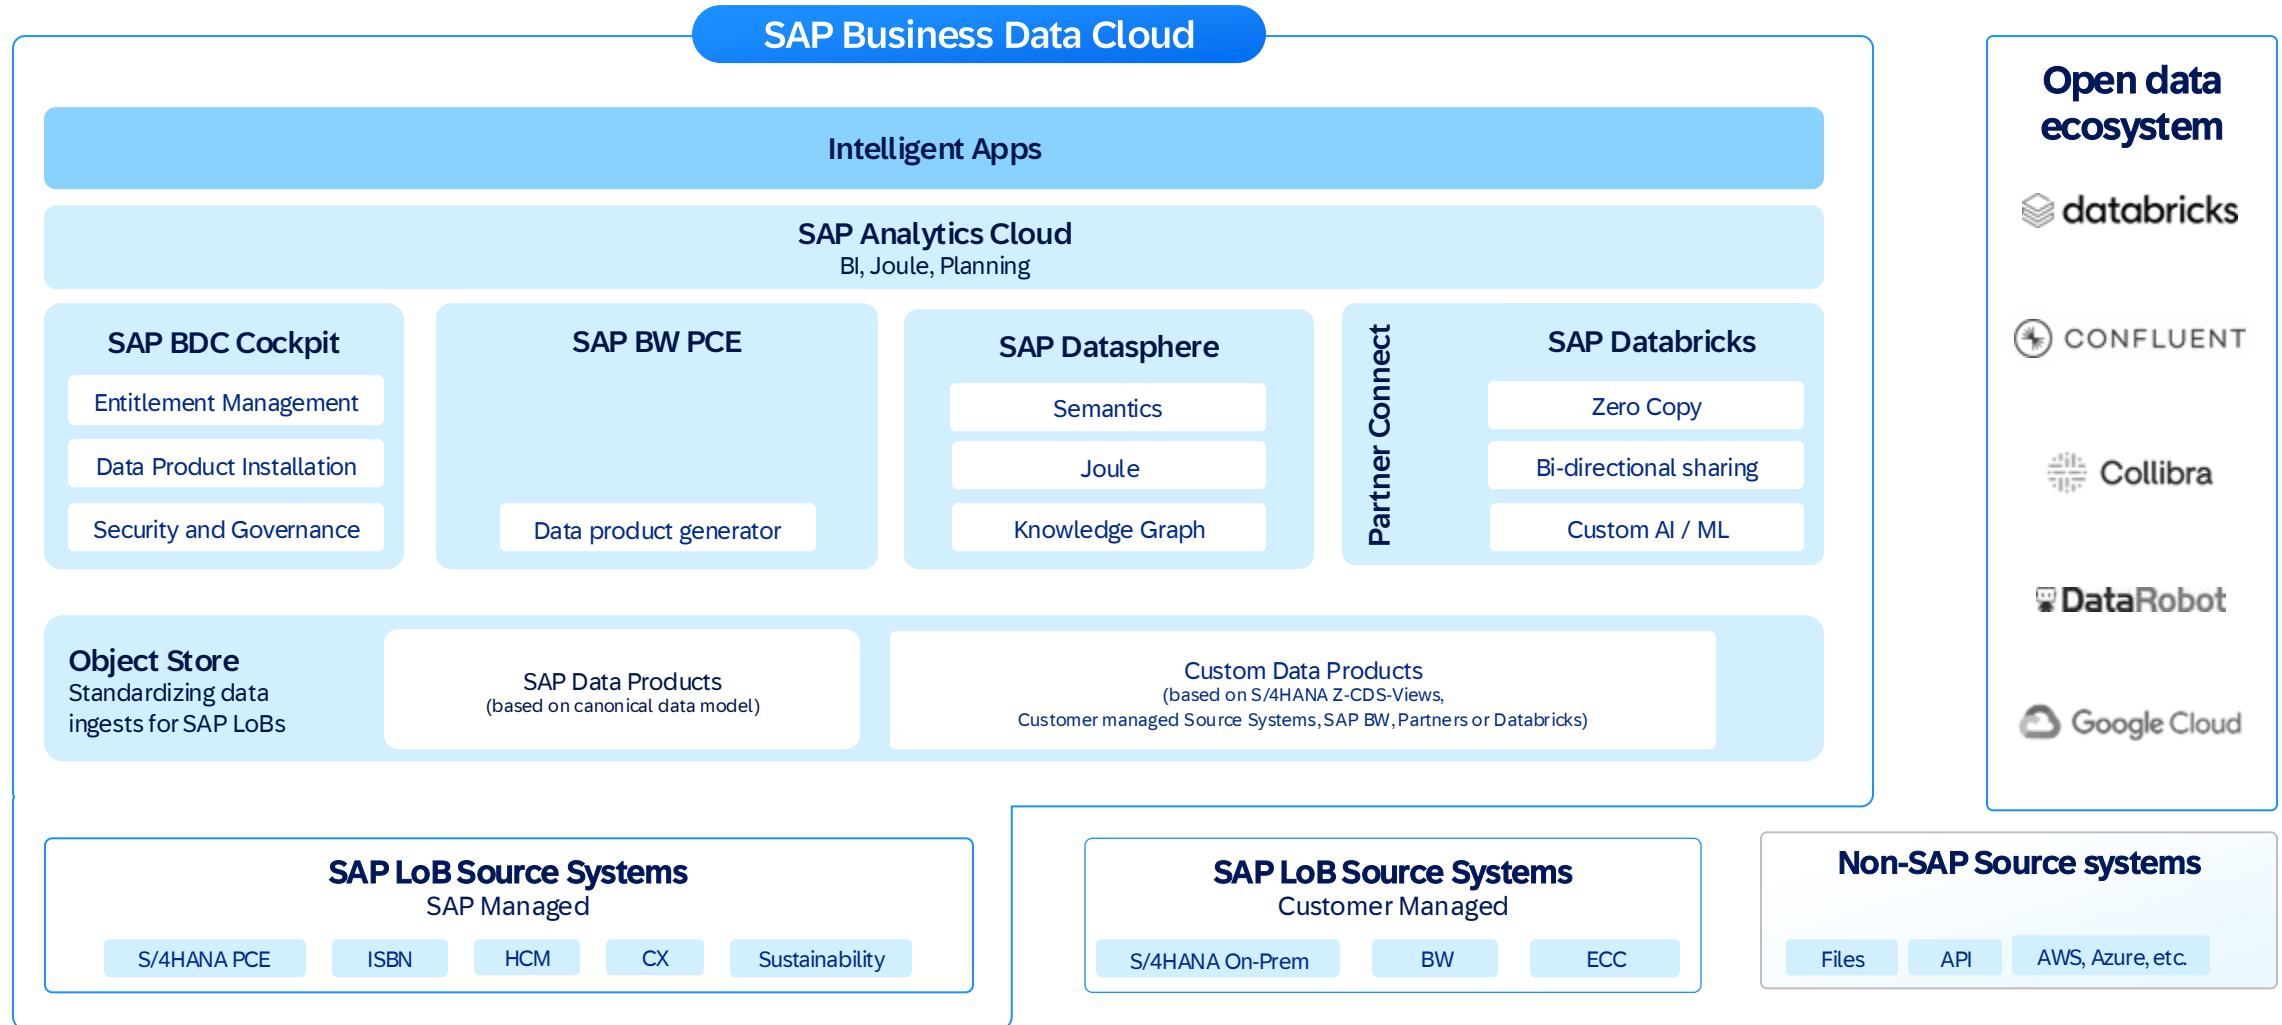 SAP Business Data Cloud
Intelligent Apps
SAP Analytics Cloud
BI, Joule, Planning
SAP BDC Cockpit
Entitlement Management
Data Product Installation
Security and Governance
SAP BW PCE
Data product generator
SAP Datasphere
Semantics
Joule
Knowledge Graph
Partner Connect
SAP Databricks
Zero Copy
Bi-directional sharing
Custom AI / ML
Object Store
Standardizing data
ingests for SAP LoBs
SAP Data Products
(based on canonical data model)
Custom Data Products
(based on S/4HANA Z-CDS-Views,
Customer managed Source Systems, SAP BW, Partners or Databricks)
SAP LoB Source Systems
SAP Managed
S/4HANA PCE
ISBN
HCM
CX
Sustainability
SAP LoB Source Systems
Customer Managed
S/4HANA On-Prem
BW
ECC
Non-SAP Source systems
Files
API
AWS, Azure, etc.
Open data
ecosystem
databricks
CONFLUENT
Collibra
DataRobot
Google Cloud